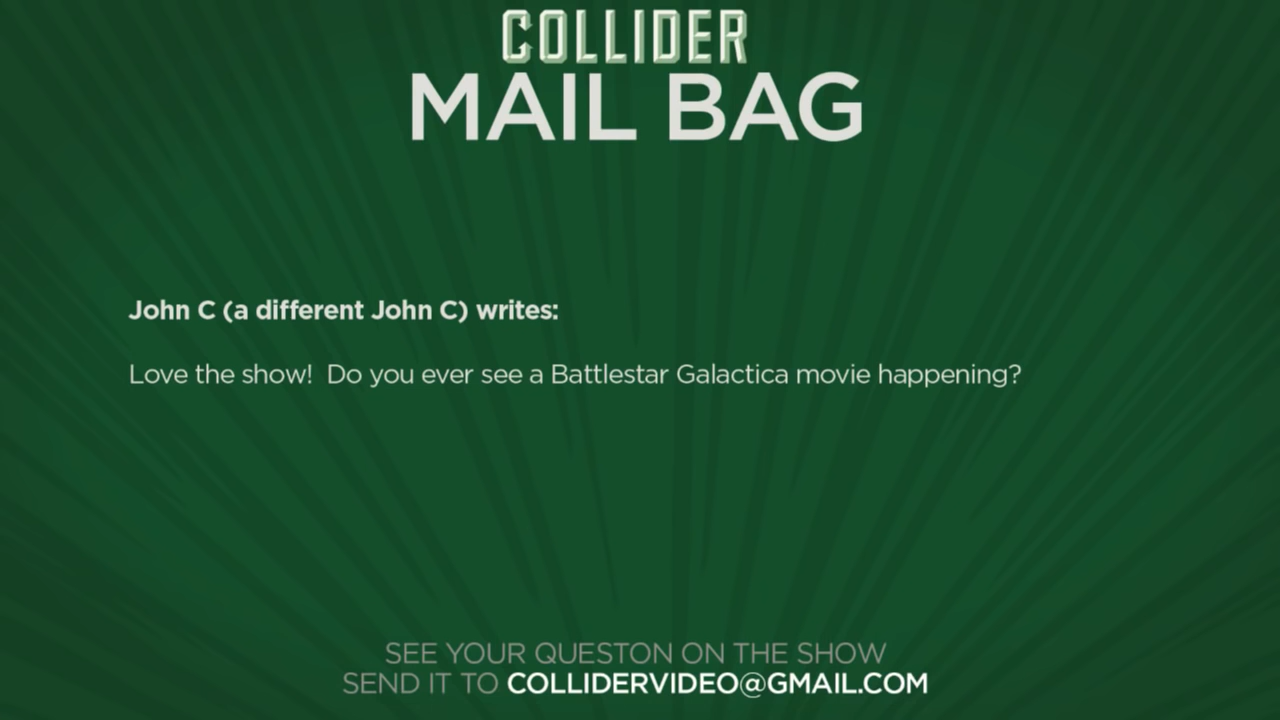 COLLIDER
MAIL BAG
John C (a different John C) writes:
Love the show!  Do you ever see a Battlestar Galactica movie happening?
SEE YOUR QUESTON ON THE SHOW
SEND IT TO COLLIDERVIDEO@GMAIL.COM